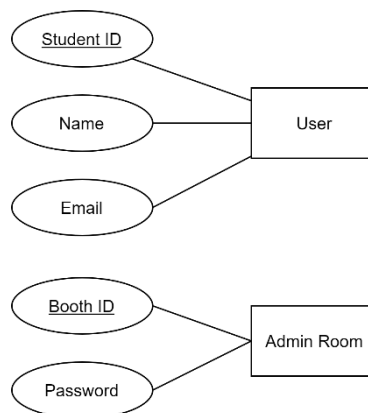 Student ID
Name
User
Email
Booth ID
Admin Room
Password